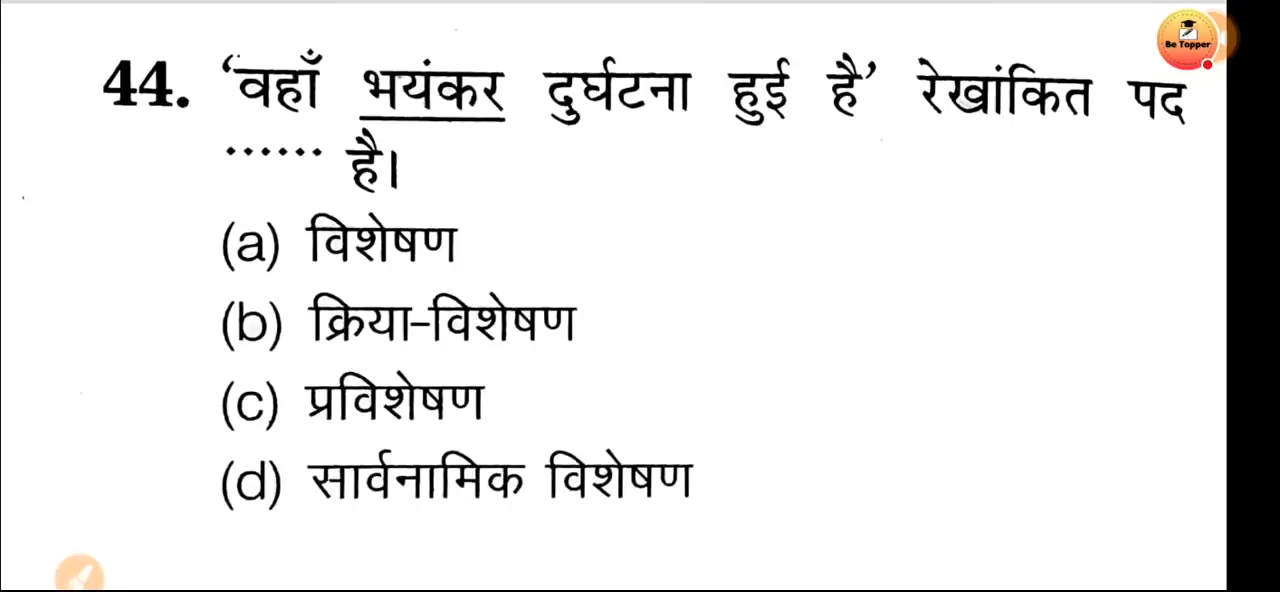 Be Topper
44. ‘वहाँ भयंकर दुर्घटना हुई है’ रेखांकित पद
...... है।
(a) विशेषण
(b) क्रिया-विशेषण
(c) प्रविशेषण
(d) सार्वनामिक विशेषण